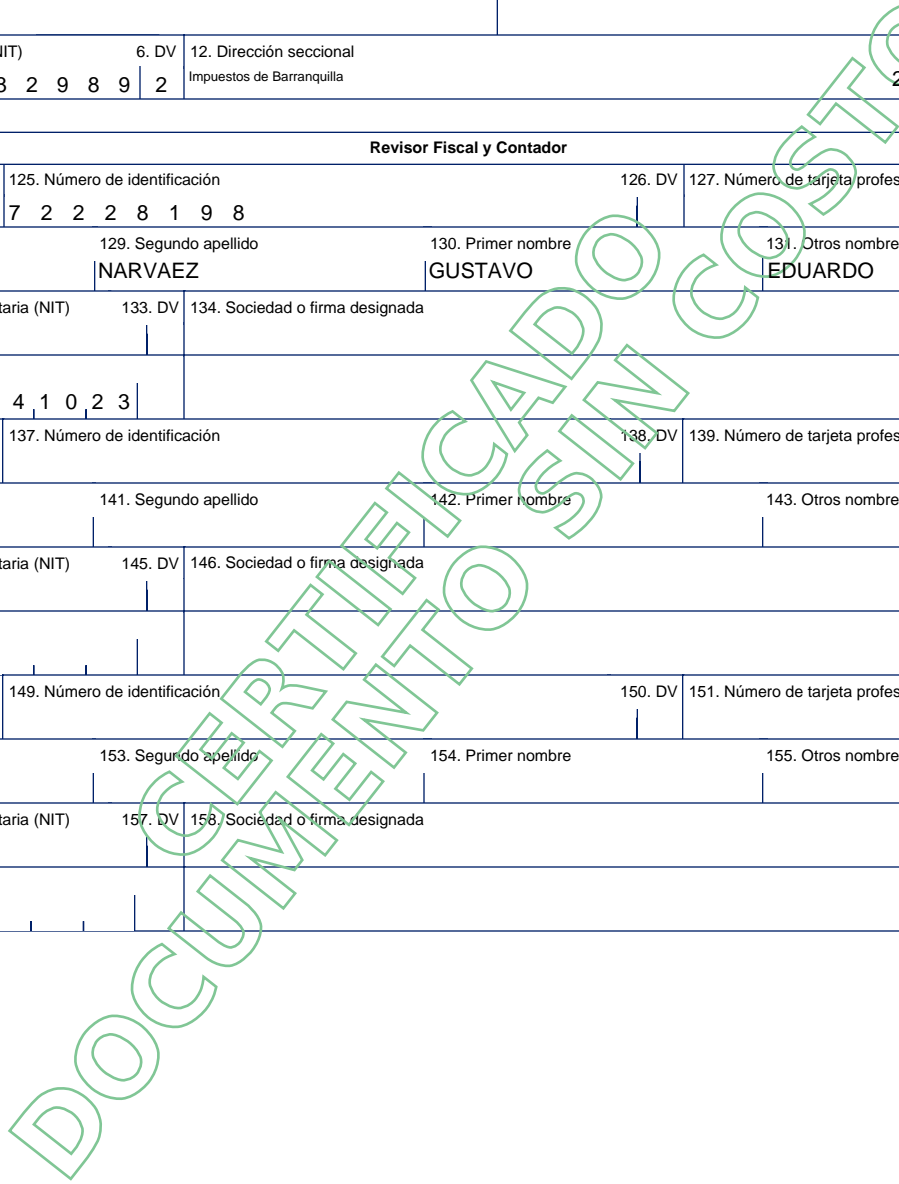 NIT) 6. DV 12. Dirección seccional
3 2 9 8 9 2 Impuestos de Barranquilla 2
Revisor Fiscal y Contador
125. Número de identificación 126. DV 127. Número de tarjeta profes
7 2 2 2 8 1 9 8
129. Segundo apellido 130. Primer nombre 131. Otros nombre
NARVAEZ GUSTAVO EDUARDO
taria (NIT) 133. DV 134. Sociedad o firma designada
4 1 0 2 3
137. Número de identificación 138. DV 139. Número de tarjeta profes
141. Segundo apellido 142. Primer nombre 143. Otros nombre
taria (NIT) 145. DV 146. Sociedad o firma designada
149. Número de identificación 150. DV 151. Número de tarjeta profes
153. Segundo apellido 154. Primer nombre 155. Otros nombre
taria (NIT) 157. DV 158. Sociedad o firma designada
CERTIFICADO
DOCUMENTO SIN COSTO